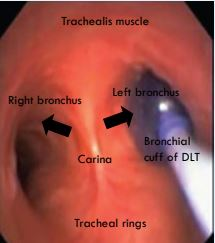 Trachealis muscle
Left bronchus
Right bronchus
Bronchial
cuff of DLT
Carina
Tracheal rings